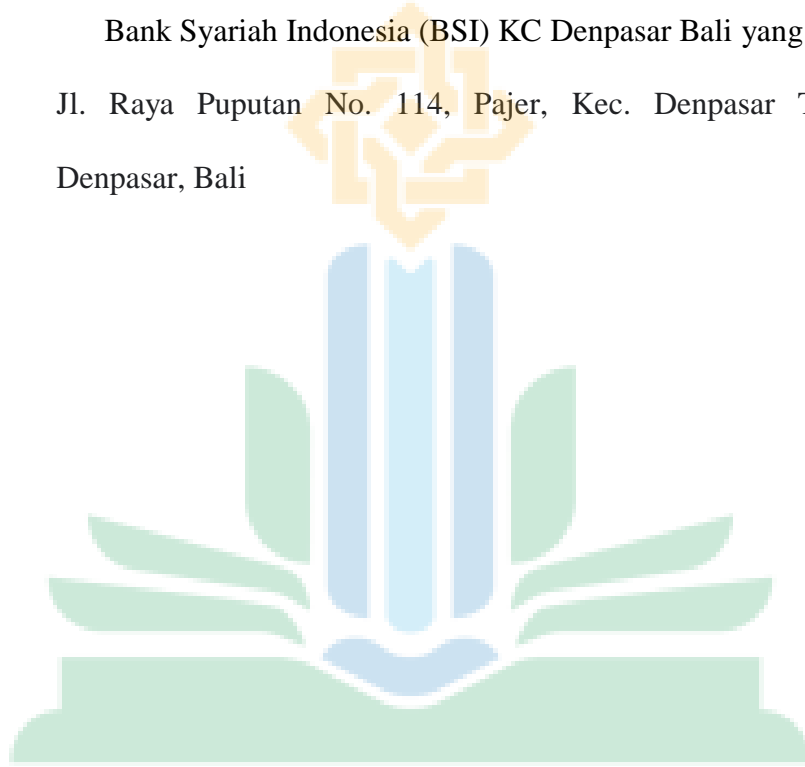 Bank Syariah Indonesia (BSI) KC Denpasar Bali yang
Jl. Raya Puputan No. 114, Pajer, Kec. Denpasar
Denpasar, Bali